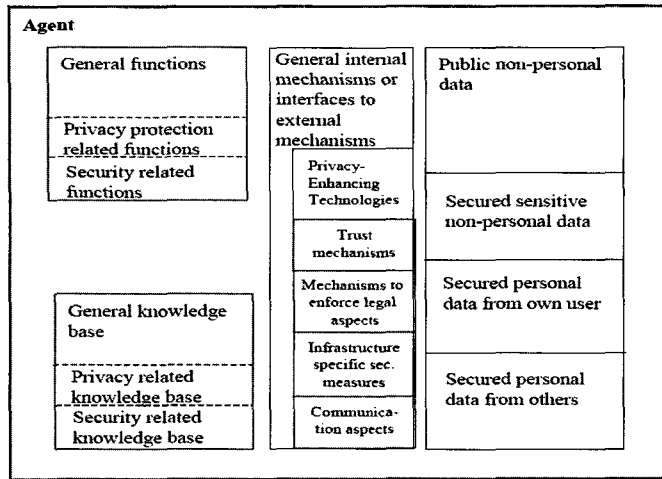 Agent
General functions
Privacy protection
related functions
Security related
functions
General knowledge
base
Privacy related
knowledge base
Security related
knowledge base
General internal
mechanisms or
interfaces to
external
mechanisms
Privacy-
Enhancing
Technologies
Trust
mechanisms
Mechanisms to
enforce legal
aspects
Infrastructure
specific sec.
measures
Communica-
tion aspects
Public non-personal
data
Secured sensitive
non-personal data
Secured personal
data from own user
Secured personal
data from others